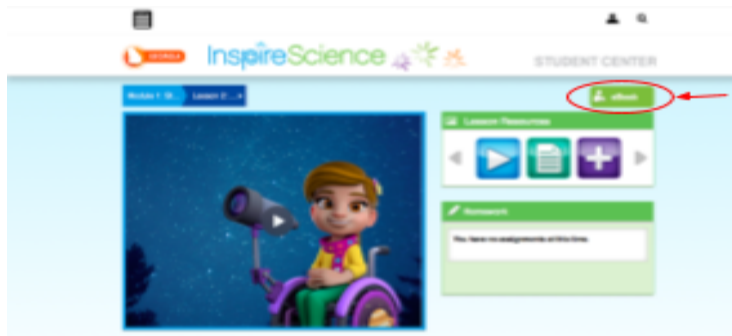 GEORGIA
InspireScience
STUDENT CENTER
Module 1: St... Lesson 2: ...
eBook
Lesson Resources
Homework
You have no assignments at this time.